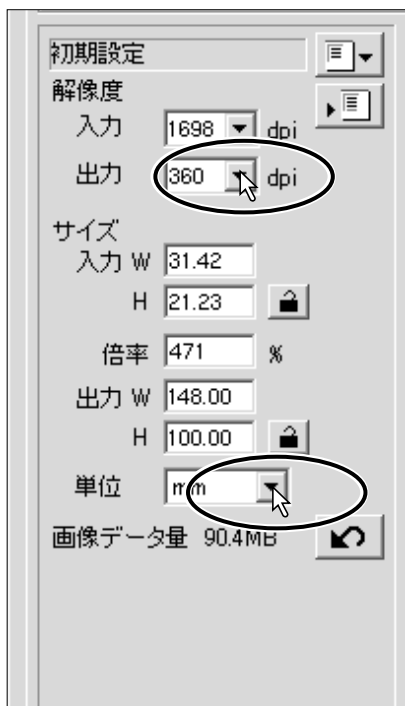 初期設定
解像度
入力 1698 dpi
出力 360 dpi
サイズ
入力 W 31.42
H 21.23
倍率 471 %
出力 W 148.00
H 100.00
単位 mm
画像データ量 90.4MB